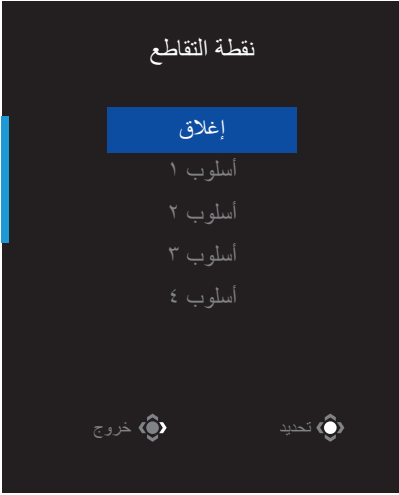 نقطة التقاطع
إغلاق
أسلوب ١
أسلوب ٢
أسلوب ٣
أسلوب ٤
تحديد
خروج